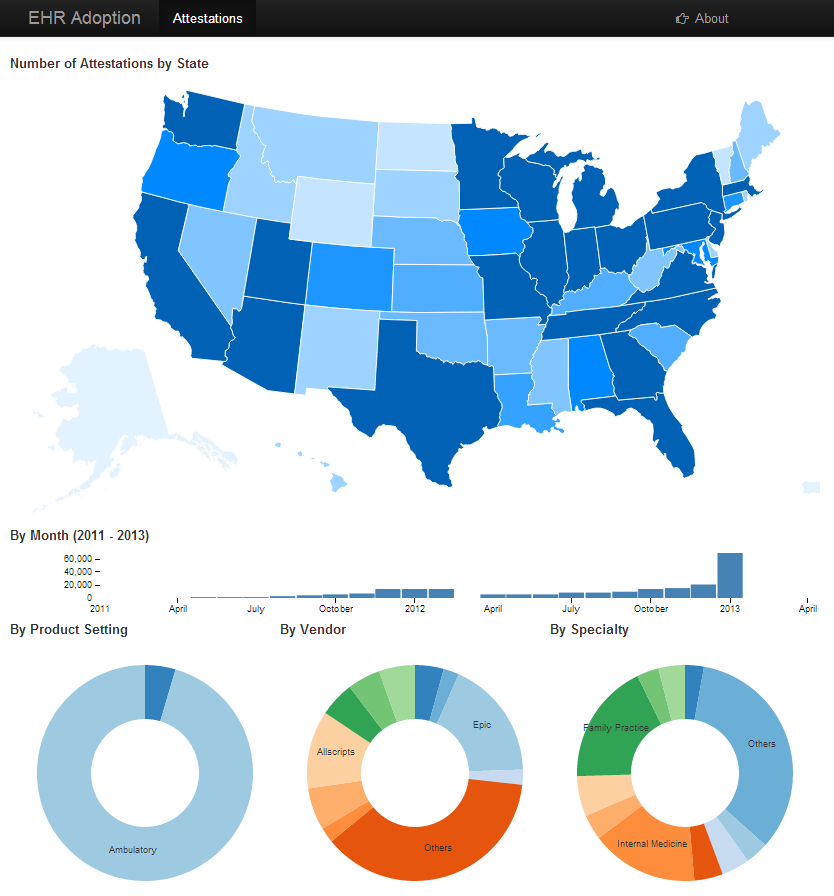 EHR Adoption Attestations About
Number of Attestations by State
By Month (2011 - 2013)
60,000
40,000
20,000
0
2011 April July October 2012 April July October 2013 April
By Product Setting By Vendor By Specialty
Epic
Allscripts
Others
Family Practice
Others
Internal Medicine
Ambulatory